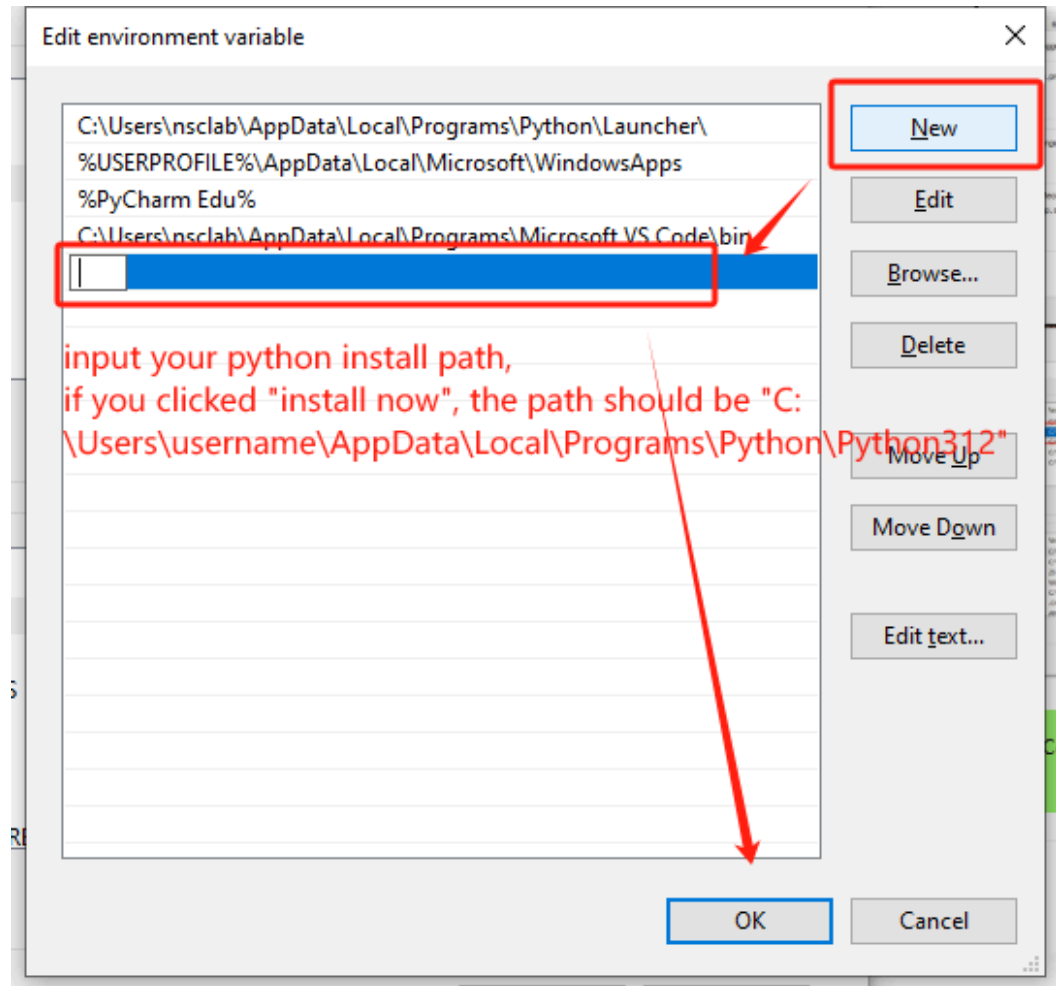 Edit environment variable
C:\Users\nsclab\AppData\Local\Programs\Python\Launcher\
New
%USERPROFILE%\AppData\Local\Microsoft\WindowsApps
%PyCharm Edu%
Edit
C:\Users\nsclab\AppData\Local\Programs\Microsoft VS Code\bin
Browse...
Delete
input your python install path,
if you clicked "install now", the path should be "C:
\Users\username\AppData\Local\Programs\Python\Python312"
Move Up
Move Down
Edit text...
OK
Cancel